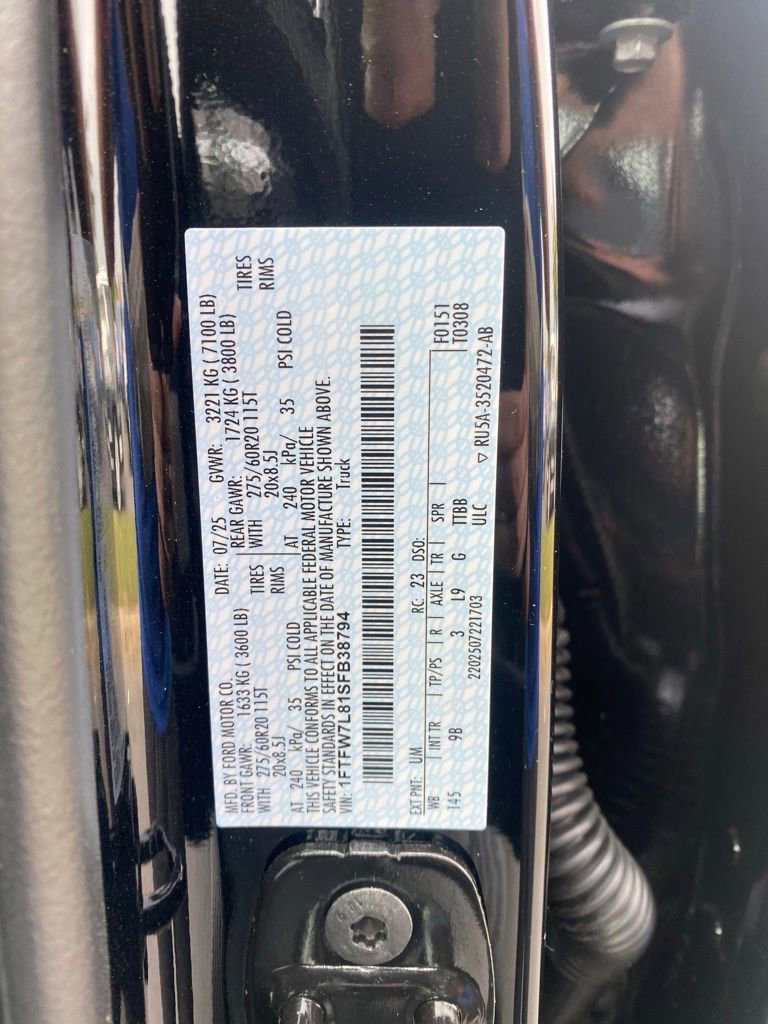 MFD. BY FORD MOTOR CO.
DATE: 07/25 GVWR: 3221 KG ( 7100 LB)
FRONT GAWR: 1633 KG ( 3600 LB)
REAR GAWR: 1724 KG ( 3800 LB)
WITH 275/60R20 115T TIRES
WITH 275/60R20 115T TIRES
20x8.5J RIMS
20x8.5J RIMS
AT 240 kPa/ 35 PSI COLD
AT 240 kPa/ 35 PSI COLD
THIS VEHICLE CONFORMS TO ALL APPLICABLE FEDERAL MOTOR VEHICLE
SAFETY STANDARDS IN EFFECT ON THE DATE OF MANUFACTURE SHOWN ABOVE.
VIN: 1FTFW7L81SFB38794 TYPE: Truck
EXT PNT: UM RC: 23 DSO:
WB INT TR TP/PS R AXLE TR SPR F0151
145 9B 3 L9 G TTBB T0308
2202507221703 ULC
▽ RU5A-3520472-AB
10.9